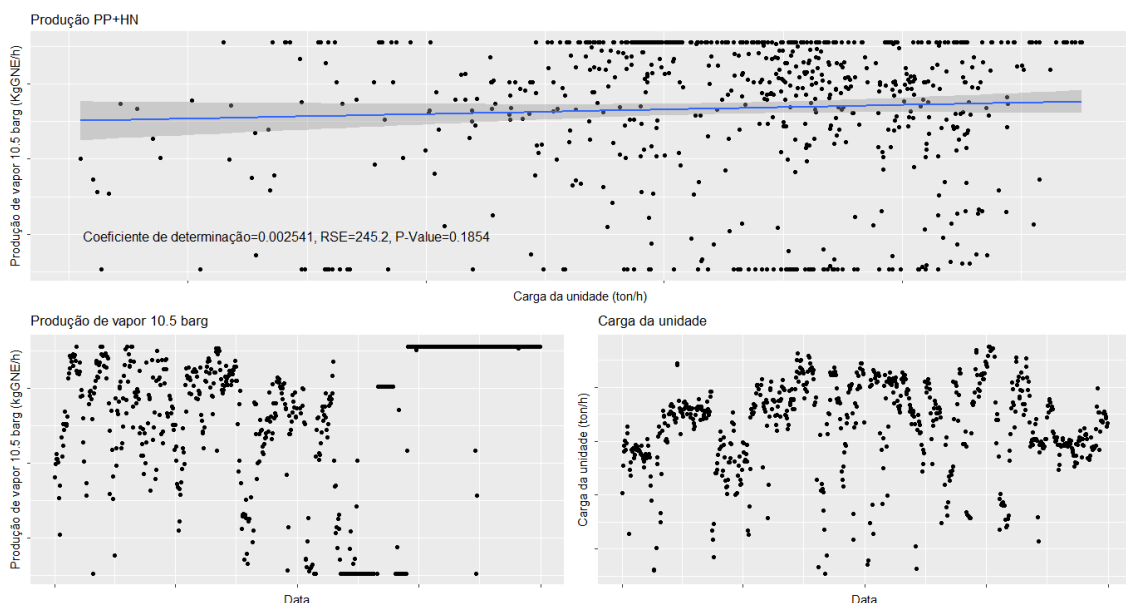 Produção PP+HN
Produção de vapor 10.5 barg (KgGNE/h)
Coeficiente de determinação=0.002541, RSE=245.2, P-Value=0.1854
Carga da unidade (ton/h)
Produção de vapor 10.5 barg
Produção de vapor 10.5 barg (KgGNE/h)
Data
Carga da unidade
Carga da unidade (ton/h)
Data